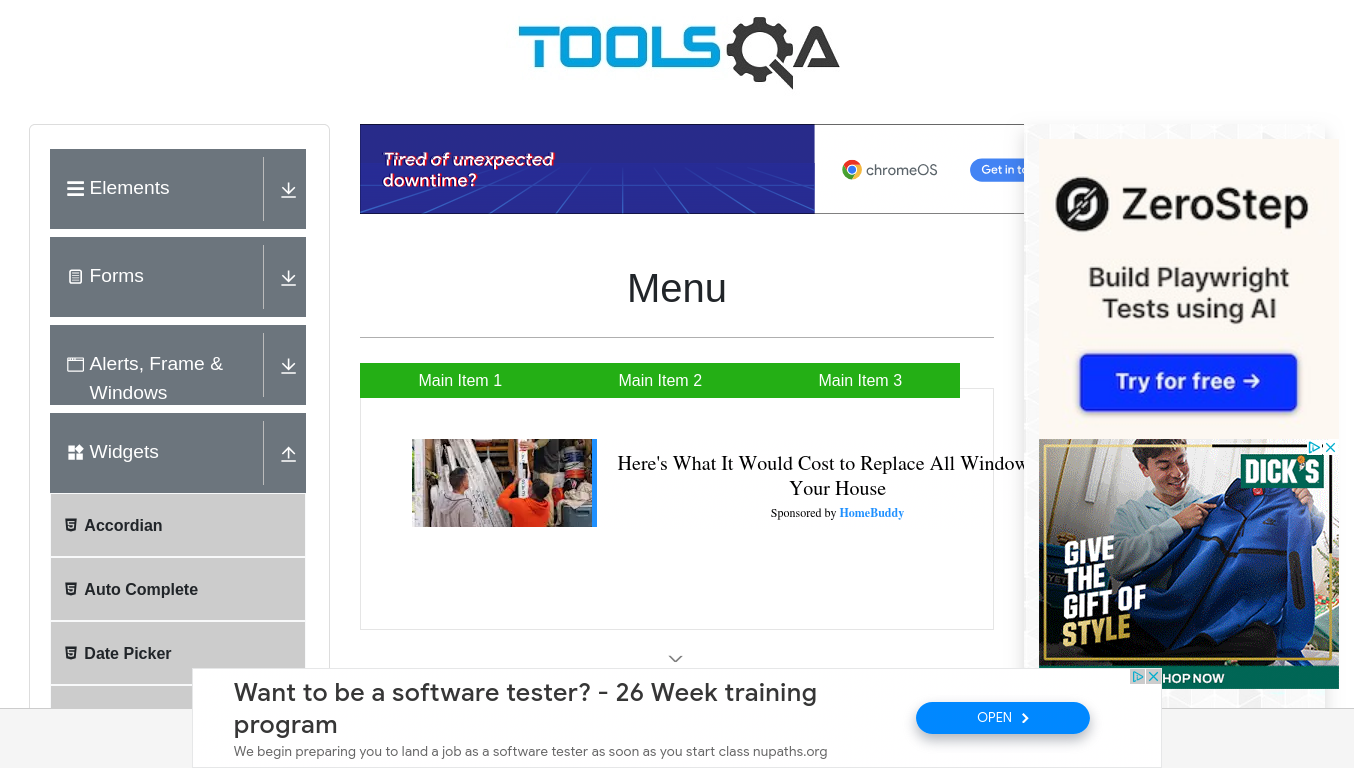 TOOLSQA
Elements
Forms
Alerts, Frame &
Windows
Widgets
Accordian
Auto Complete
Date Picker
Tired of unexpected
downtime?
chromeOS
Get in to
Menu
Main Item 1
Main Item 2
Main Item 3
Here's What It Would Cost to Replace All Window
Your House
Sponsored by HomeBuddy
ZeroStep
Build Playwright
Tests using AI
Try for free →
DICK'S
GIVE
THE
GIFT OF
STYLE
HOP NOW
Want to be a software tester? - 26 Week training
program
We begin preparing you to land a job as a software tester as soon as you start class nupaths.org
OPEN